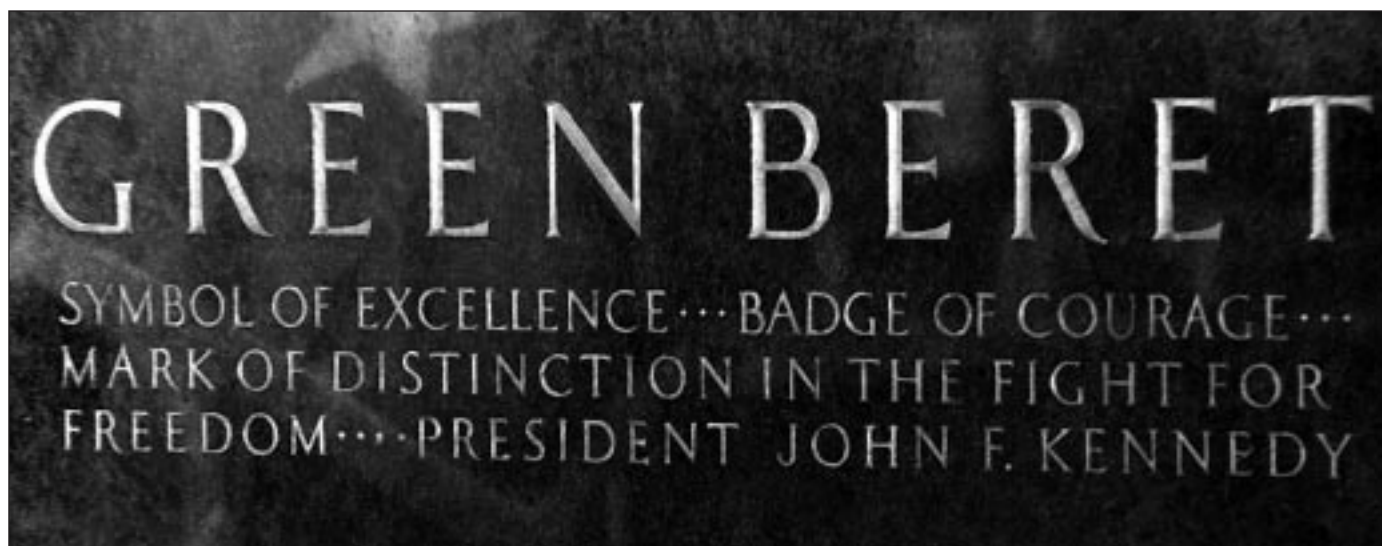 GREEN BERET
SYMBOL OF EXCELLENCE···BADGE OF COURAGE···
MARK OF DISTINCTION IN THE FIGHT FOR
FREEDOM····PRESIDENT JOHN F. KENNEDY